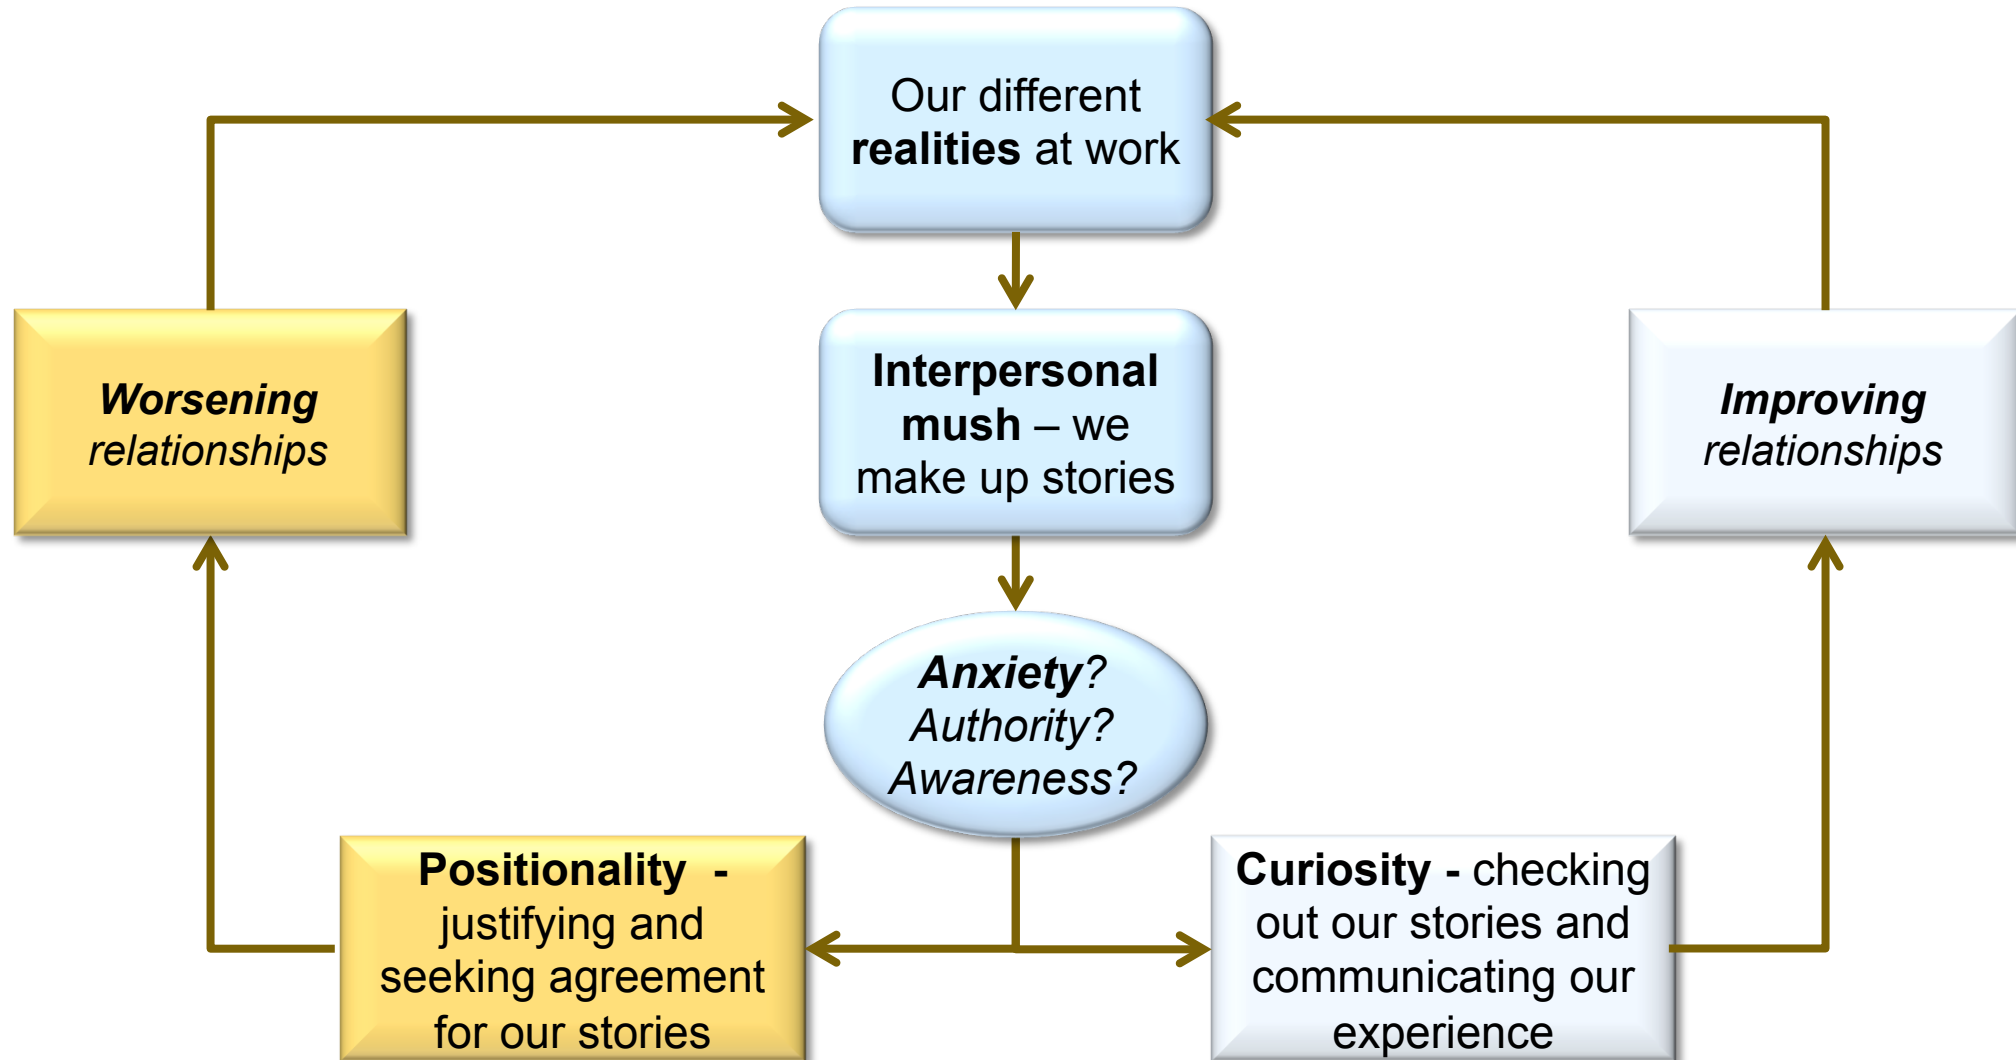 Our different
realities at work
Worsening
relationships
Interpersonal
mush – we
make up stories
Improving
relationships
Anxiety?
Authority?
Awareness?
Positionality -
justifying and
seeking agreement
for our stories
Curiosity - checking
out our stories and
communicating our
experience